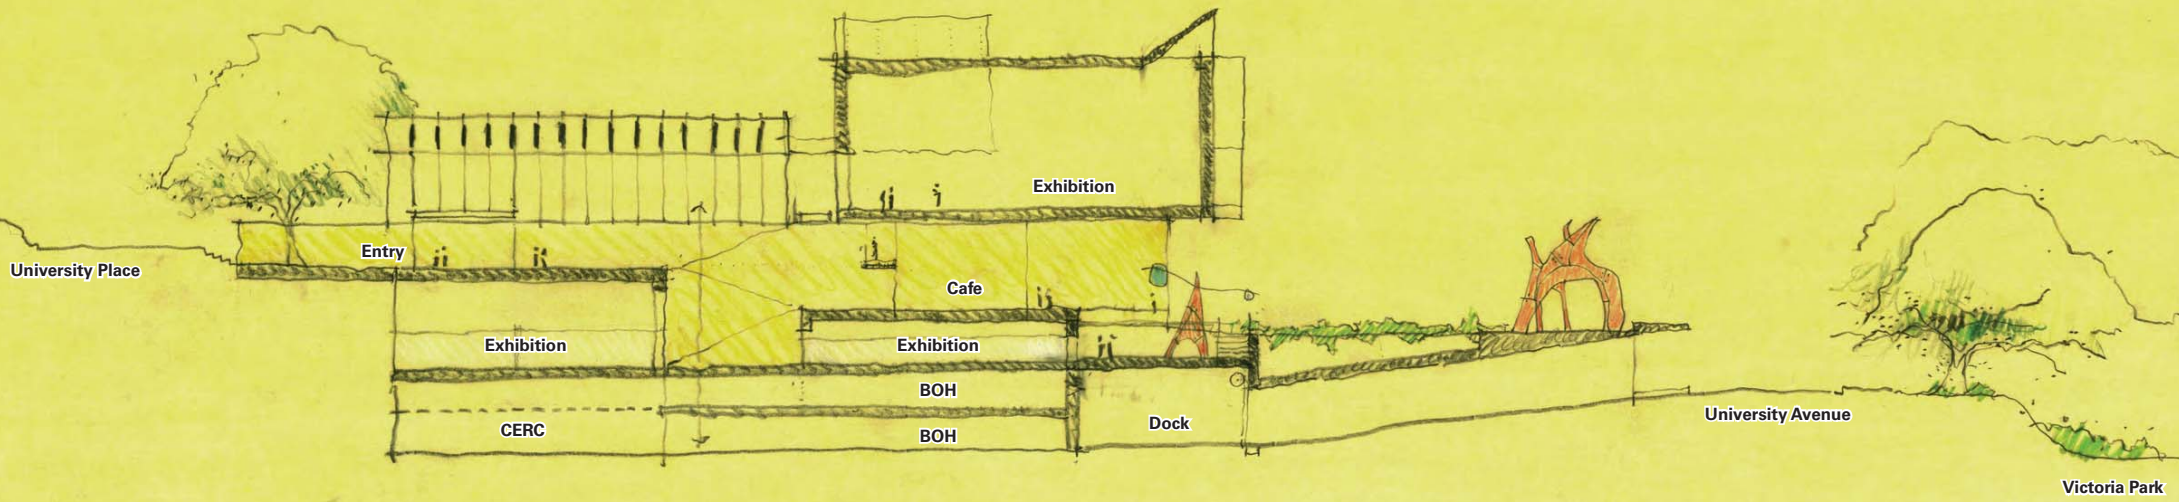 Exhibition
Entry
University Place
Cafe
Exhibition
Exhibition
BOH
CERC
BOH
Dock
University Avenue
Victoria Park